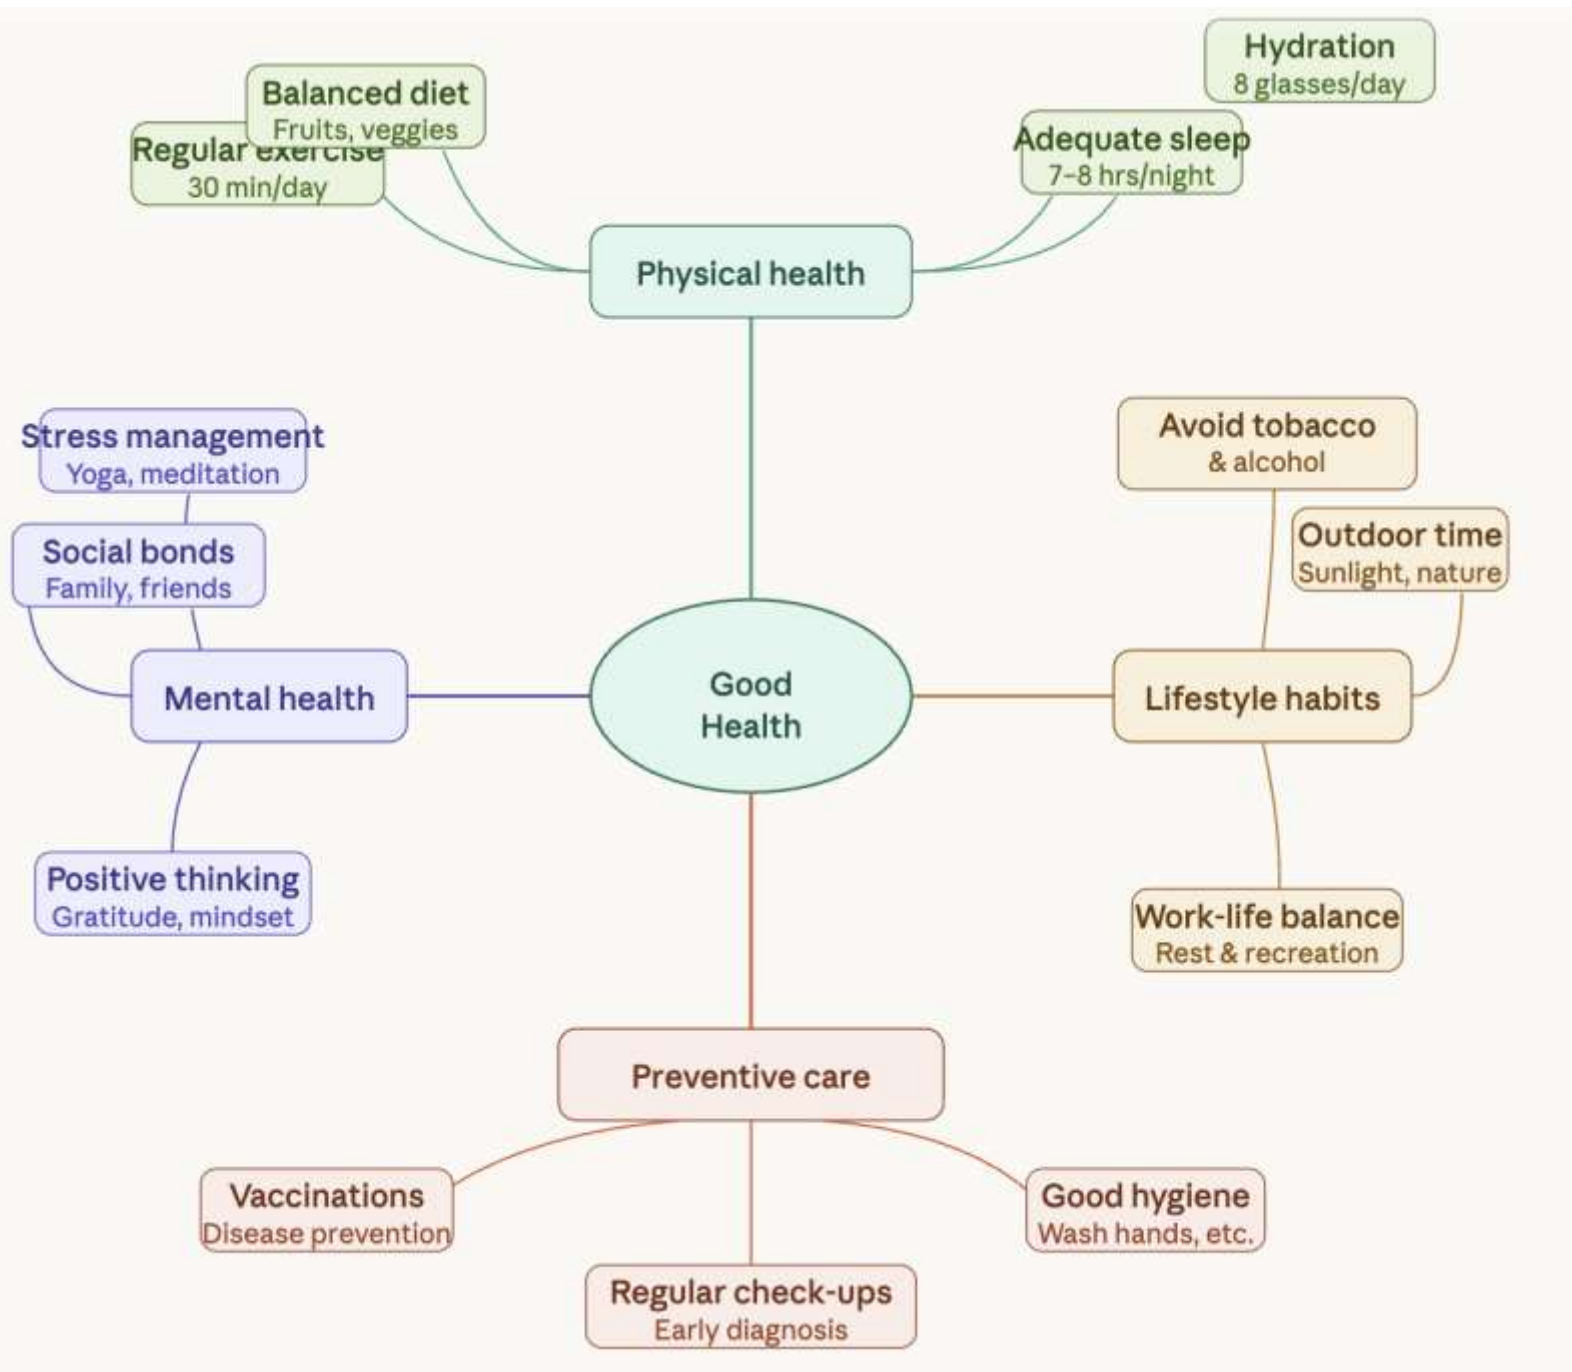 Hydration
8 glasses/day
Balanced diet
Fruits, veggies
Regular exercise
30 min/day
Adequate sleep
7–8 hrs/night
Physical health
Stress management
Yoga, meditation
Social bonds
Family, friends
Mental health
Positive thinking
Gratitude, mindset
Good
Health
Avoid tobacco
& alcohol
Outdoor time
Sunlight, nature
Lifestyle habits
Work-life balance
Rest & recreation
Preventive care
Vaccinations
Disease prevention
Regular check-ups
Early diagnosis
Good hygiene
Wash hands, etc.